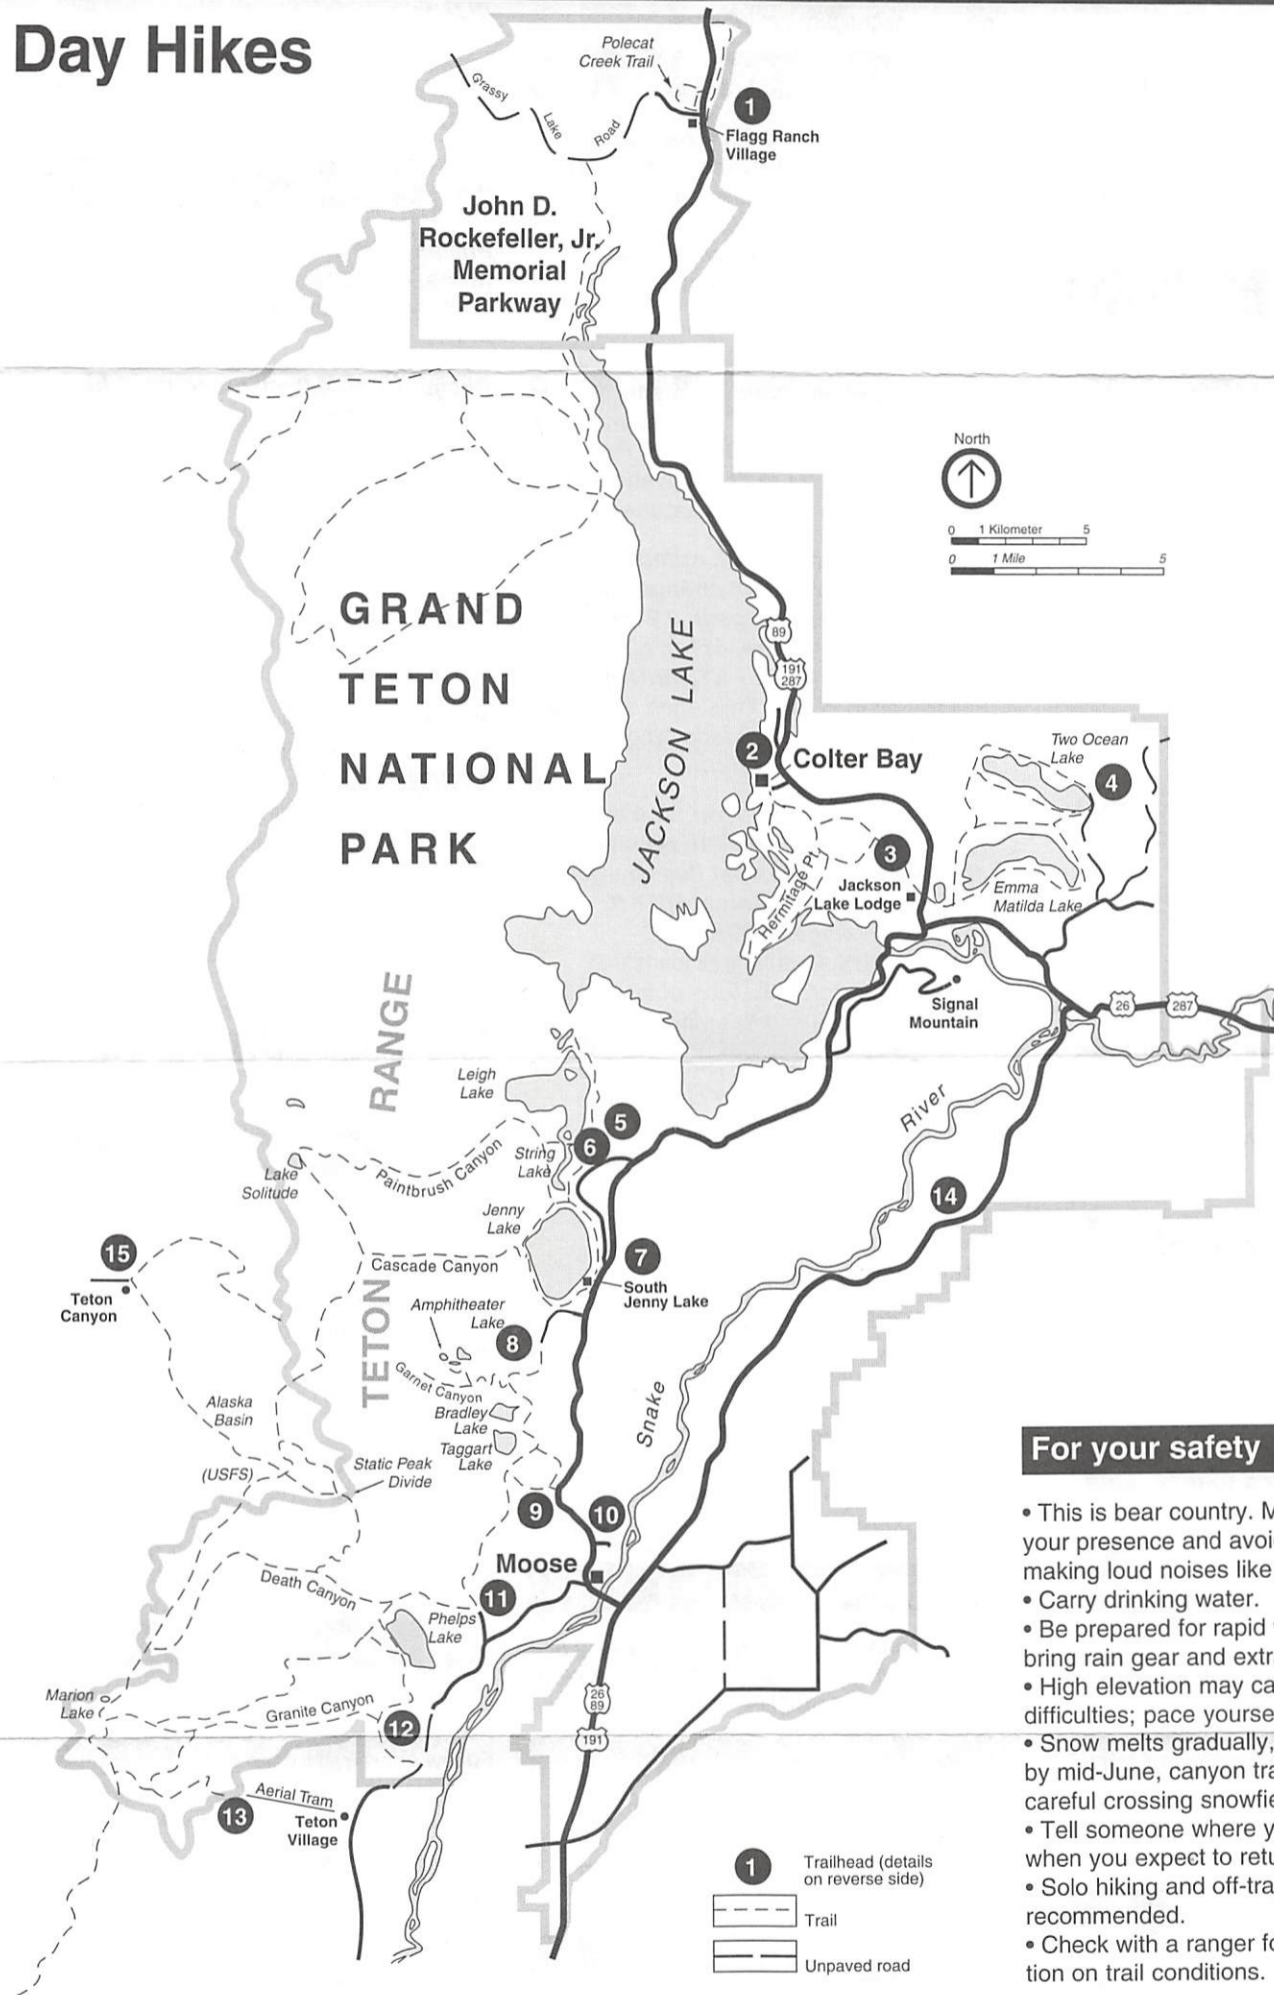 Day Hikes
Polecat
Creek Trail
Grassy
Lake
Road
1
Flagg Ranch
Village
John D.
Rockefeller, Jr.
Memorial
Parkway
North
0 1 Kilometer 5
0 1 Mile 5
GRAND
TETON
NATIONAL
PARK
JACKSON LAKE
89
191
287
2
Colter Bay
Two Ocean
Lake
4
3
Jackson
Lake Lodge
Hermitage Pt.
Emma
Matilda Lake
Signal
Mountain
26
287
TETON RANGE
Leigh
Lake
5
6
String
Lake
Paintbrush Canyon
Lake
Solitude
River
14
Jenny
Lake
7
South
Jenny Lake
Cascade Canyon
15
Teton
Canyon
Amphitheater
Lake
8
Garnet Canyon
Bradley
Lake
Taggart
Lake
Snake
Alaska
Basin
(USFS)
Static Peak
Divide
9
10
Moose
11
Death Canyon
Phelps
Lake
Marion
Lake
Granite Canyon
12
26
89
191
13
Aerial Tram
Teton
Village
1
Trailhead (details
on reverse side)
Trail
Unpaved road
For your safety
• This is bear country. M
your presence and avoi
making loud noises like
• Carry drinking water.
• Be prepared for rapid
bring rain gear and extr
• High elevation may ca
difficulties; pace yourse
• Snow melts gradually,
by mid-June, canyon tra
careful crossing snowfie
• Tell someone where y
when you expect to retu
• Solo hiking and off-tra
recommended.
• Check with a ranger fo
tion on trail conditions.